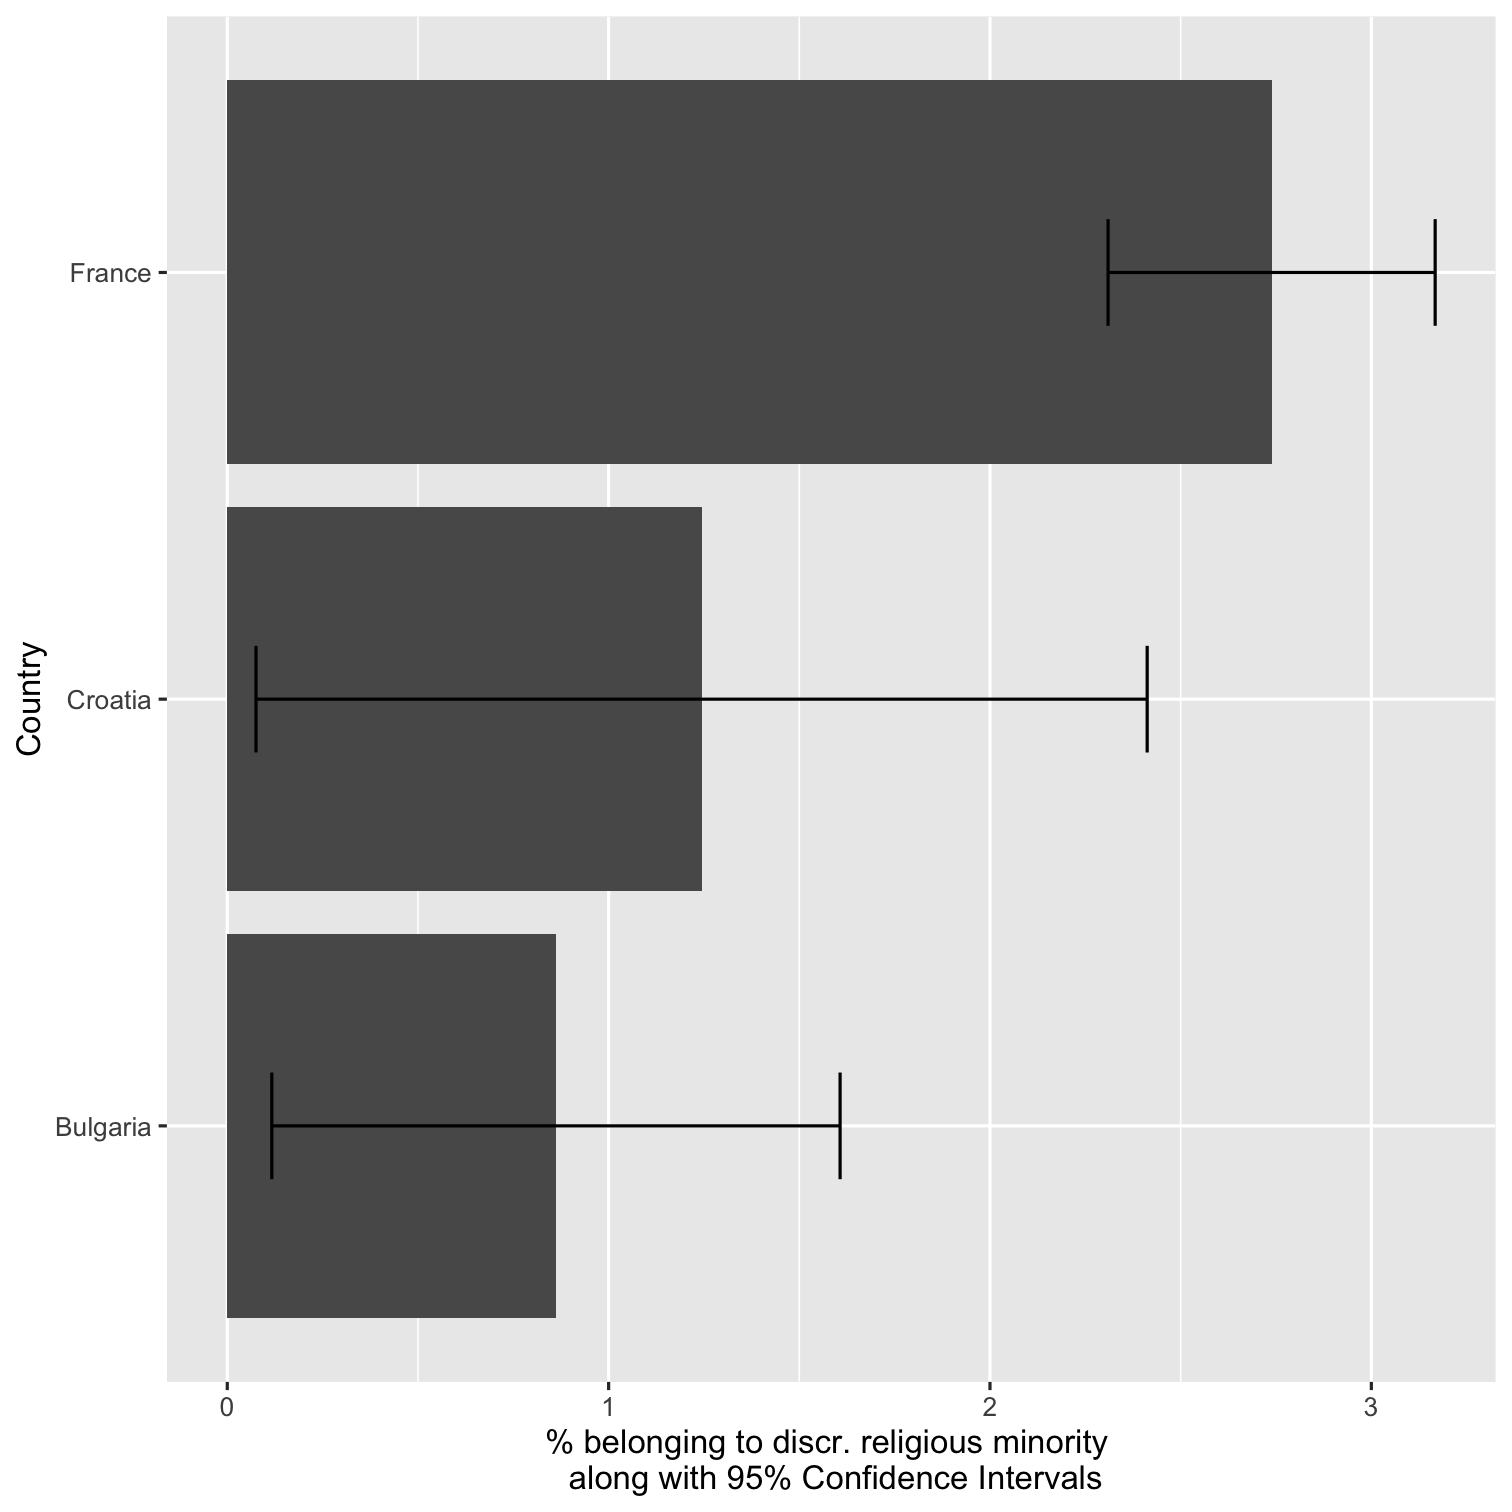 France
Croatia
Bulgaria
Country
0 1 2 3
% belonging to discr. religious minority
along with 95% Confidence Intervals